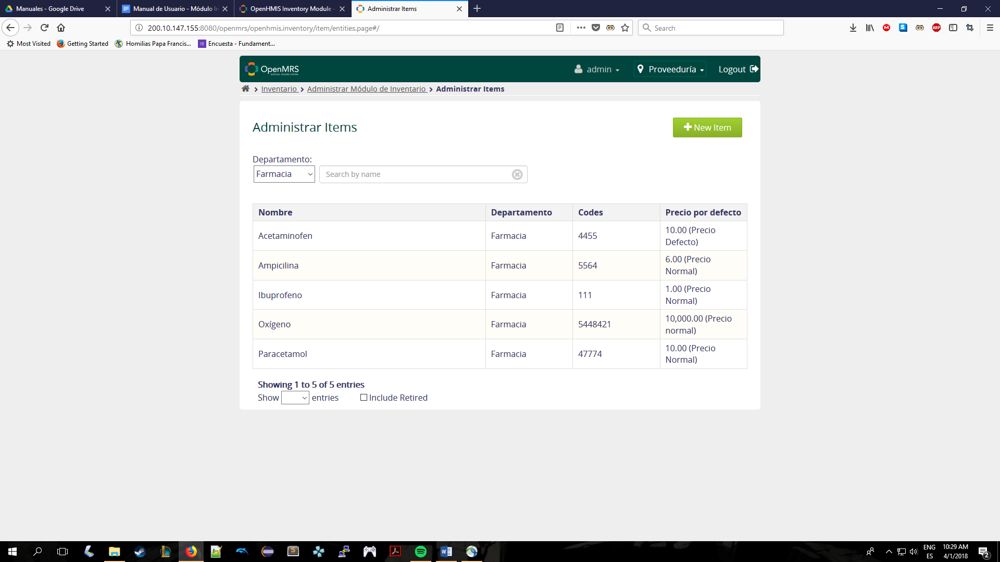 Manuales - Google Drive
Manual de Usuario - Módulo In
OpenHMIS Inventory Module -
Administrar Items
200.10.147.155:8080/openmrs/openhmis.inventory/item/entities.page#/
Search
Most Visited
Getting Started
Homilias Papa Francis...
Encuesta - Fundament...
OpenMRS
MEDICAL RECORD SYSTEM
admin
Proveeduría
Logout
Inventario
Administrar Módulo de Inventario
Administrar Items
Administrar Items
New Item
Departamento:
Farmacia
Search by name
Nombre Departamento Codes Precio por defecto
Acetaminofen Farmacia 4455 10.00 (Precio
Defecto)
Ampicilina Farmacia 5564 6.00 (Precio
Normal)
Ibuprofeno Farmacia 111 1.00 (Precio
Normal)
Oxígeno Farmacia 5448421 10,000.00 (Precio
normal)
Paracetamol Farmacia 47774 10.00 (Precio
Normal)
Showing 1 to 5 of 5 entries
Show entries Include Retired
ENG 10:29 AM
ES 4/1/2018
2